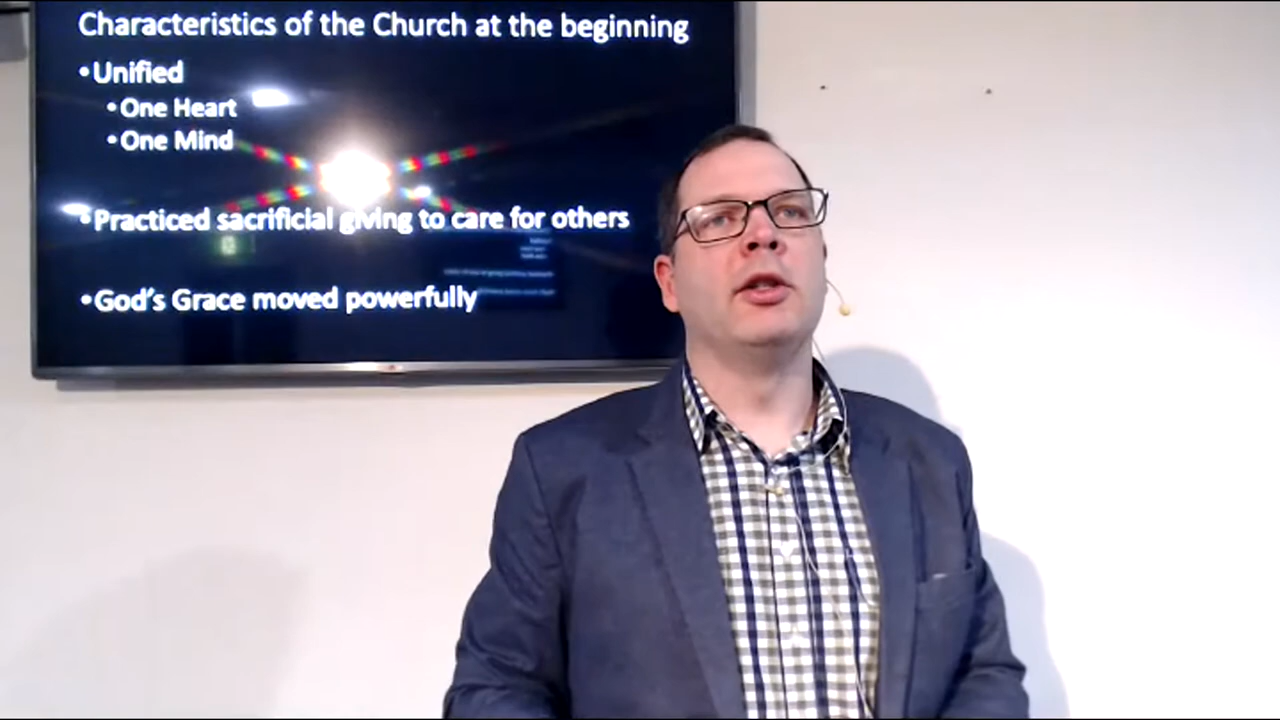 Characteristics of the Church at the beginning
•Unified
•One Heart
•One Mind
•Practiced sacrificial giving to care for others
•God's Grace moved powerfully